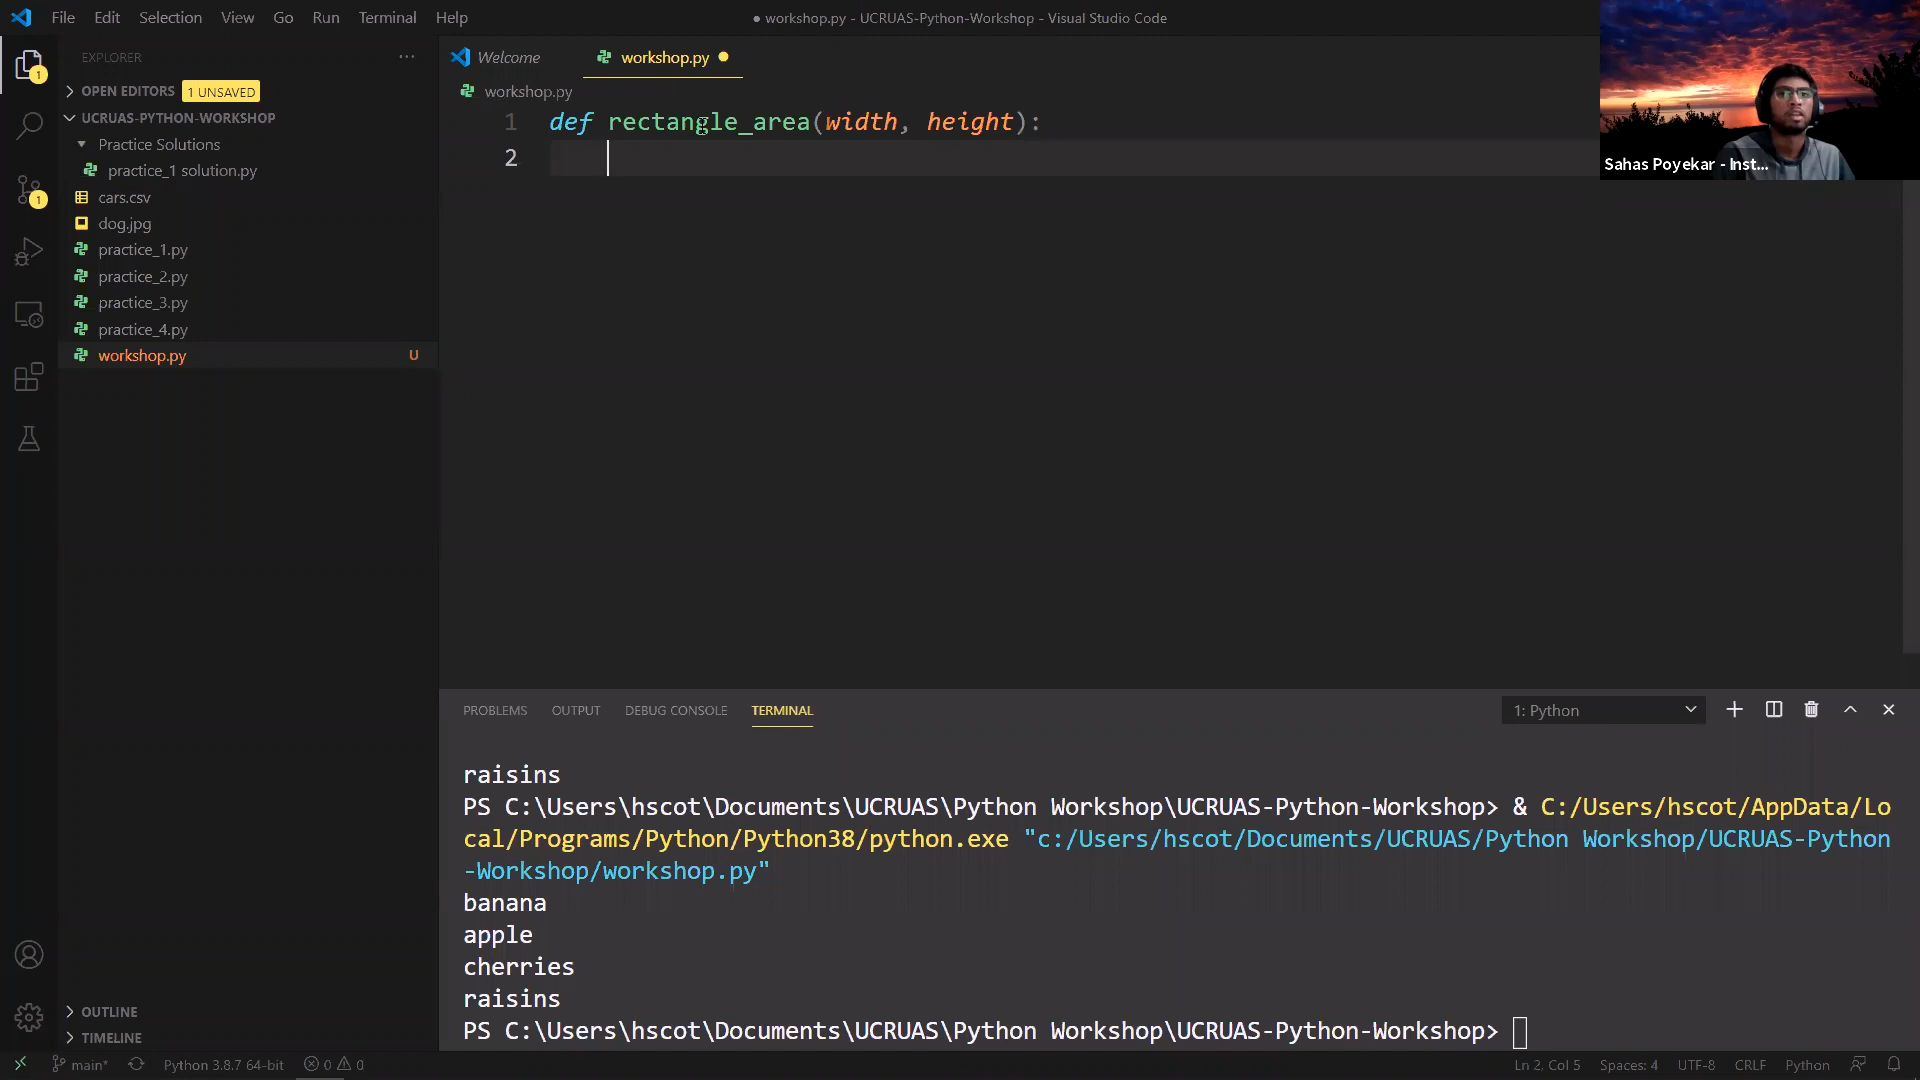 File Edit Selection View Go Run Terminal Help
● workshop.py - UCRUAS-Python-Workshop - Visual Studio Code
EXPLORER
OPEN EDITORS 1 UNSAVED
UCRUAS-PYTHON-WORKSHOP
Practice Solutions
practice_1 solution.py
cars.csv
dog.jpg
practice_1.py
practice_2.py
practice_3.py
practice_4.py
workshop.py U
OUTLINE
TIMELINE
1
1
Welcome workshop.py
workshop.py
1 def rectangle_area(width, height):
2
Sahas Poyekar - Inst...
PROBLEMS OUTPUT DEBUG CONSOLE TERMINAL
1: Python
raisins
PS C:\Users\hscot\Documents\UCRUAS\Python Workshop\UCRUAS-Python-Workshop> & C:/Users/hscot/AppData/Lo
cal/Programs/Python/Python38/python.exe "c:/Users/hscot/Documents/UCRUAS/Python Workshop/UCRUAS-Python
-Workshop/workshop.py"
banana
apple
cherries
raisins
PS C:\Users\hscot\Documents\UCRUAS\Python Workshop\UCRUAS-Python-Workshop>
main* Python 3.8.7 64-bit 0 0 Ln 2, Col 5 Spaces: 4 UTF-8 CRLF Python